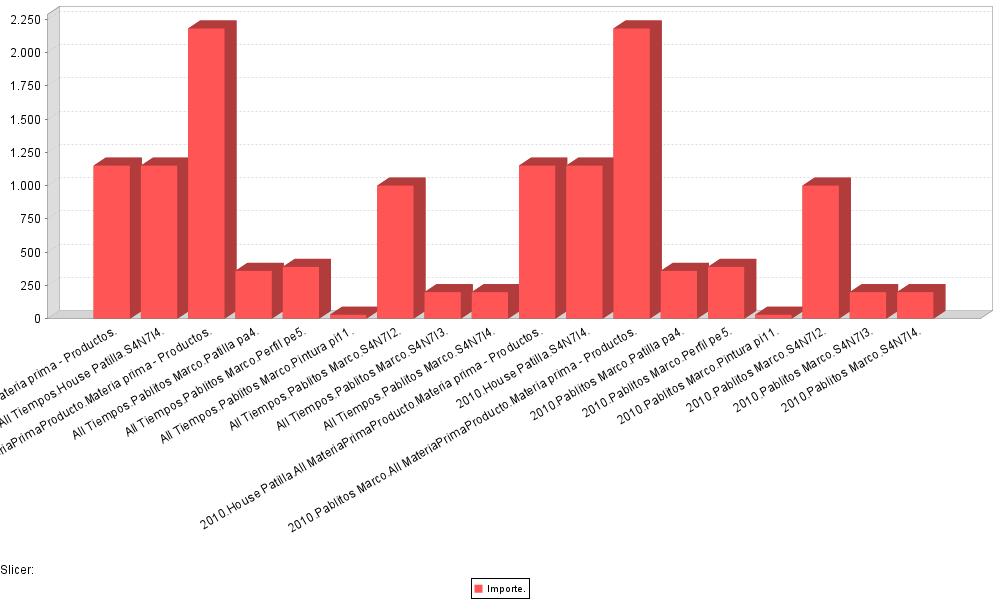 2.250
2.000
1.750
1.500
1.250
1.000
750
500
250
0
ateria prima - Productos.
All Tiempos.House Patilla.S4N7I4.
eriaPrimaProducto.Materia prima - Productos.
All Tiempos.Pablitos Marco.Patilla pa4.
All Tiempos.Pablitos Marco.Perfil pe5.
All Tiempos.Pablitos Marco.Pintura pi11.
All Tiempos.Pablitos Marco.S4N7I2.
All Tiempos.Pablitos Marco.S4N7I3.
All Tiempos.Pablitos Marco.S4N7I4.
2010.House Patilla.All MateriaPrimaProducto.Materia prima - Productos.
2010.House Patilla.S4N7I4.
2010.Pablitos Marco.All MateriaPrimaProducto.Materia prima - Productos.
2010.Pablitos Marco.Patilla pa4.
2010.Pablitos Marco.Perfil pe5.
2010.Pablitos Marco.Pintura pi11.
2010.Pablitos Marco.S4N7I2.
2010.Pablitos Marco.S4N7I3.
2010.Pablitos Marco.S4N7I4.
Slicer:
Importe.